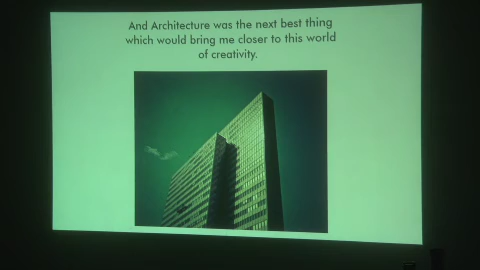 And Architecture was the next best thing
which would bring me closer to this world
of creativity.